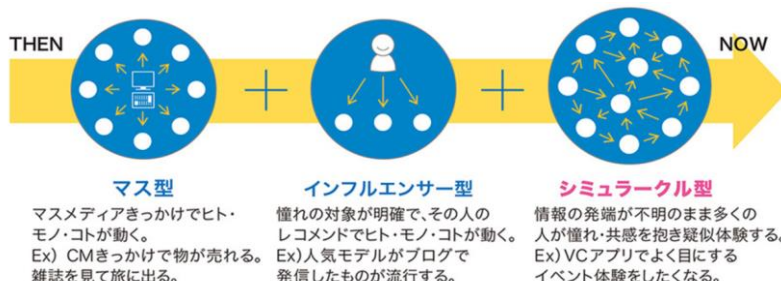 THEN
NOW
マス型
マスメディアきっかけでヒト・
モノ・コトが動く。
Ex）CMきっかけで物が売れる。
雑誌を見て旅に出る。
インフルエンサー型
憧れの対象が明確で、その人の
レコメンドでヒト・モノ・コトが動く。
Ex)人気モデルがブログで
発信したものが流行する。
シミュラークル型
情報の発端が不明のまま多くの
人が憧れ・共感を抱き疑似体験する。
Ex）VCアプリでよく目にする
イベント体験をしたくなる。